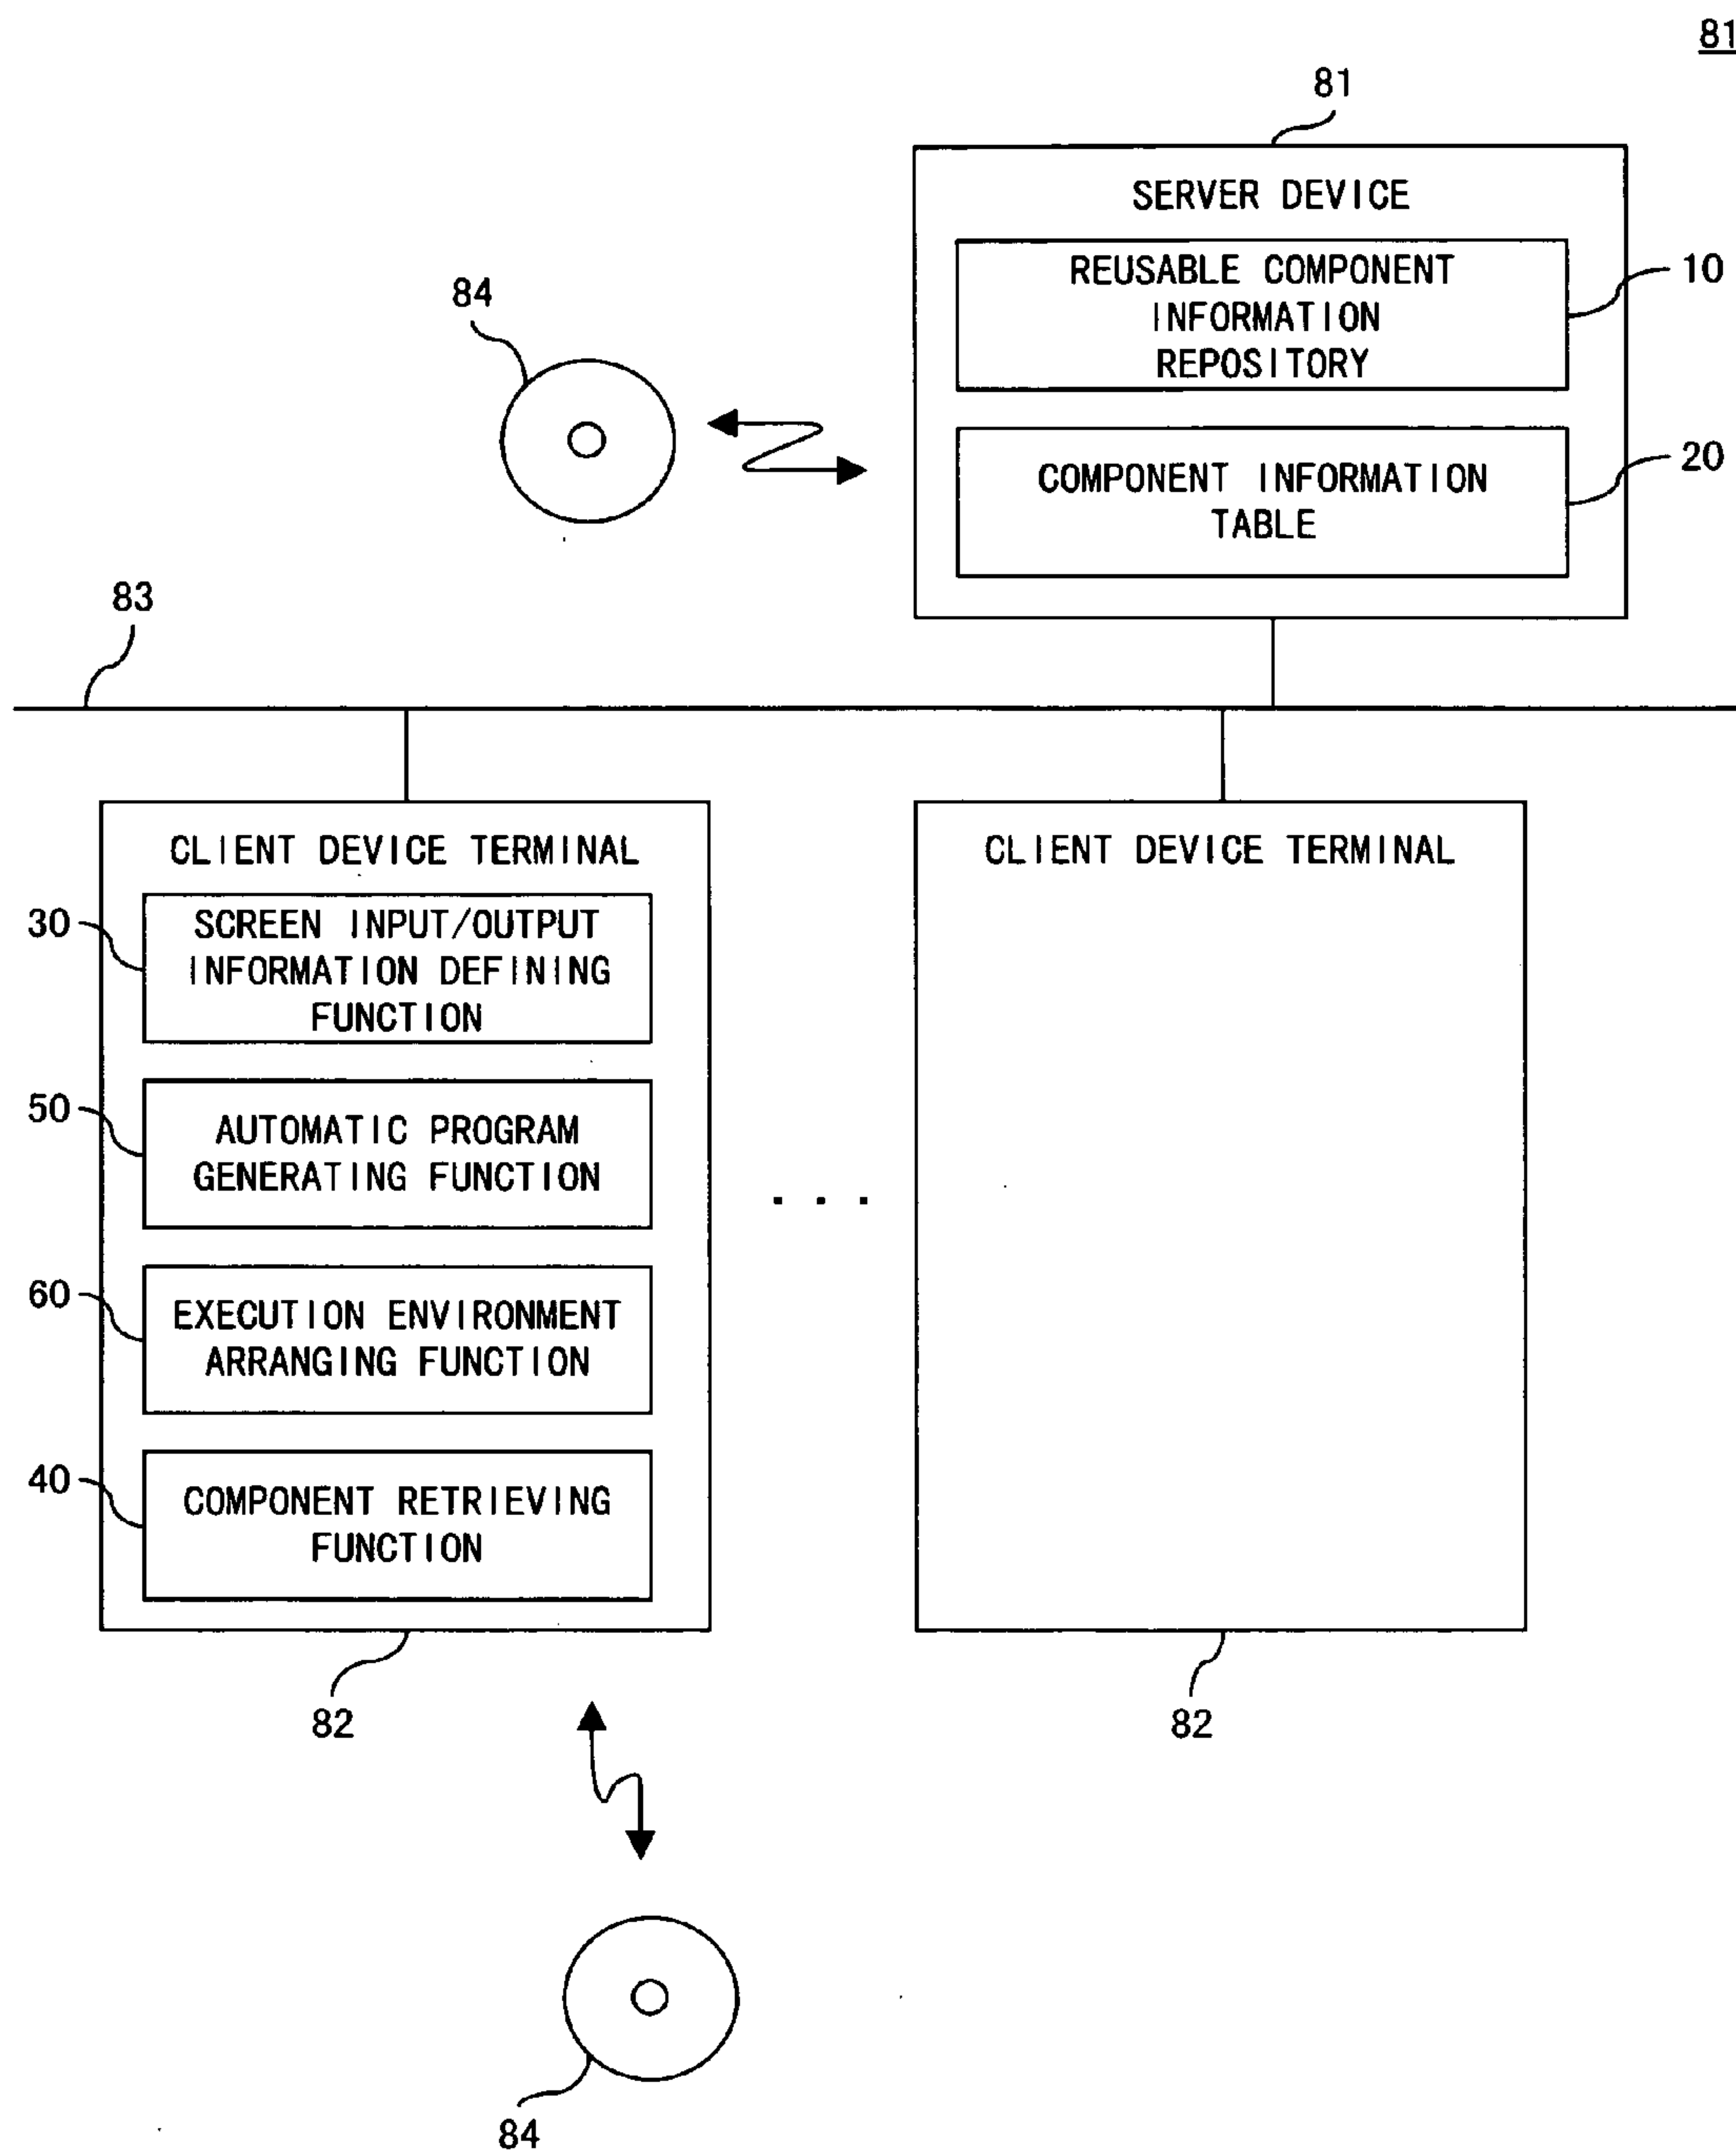 81
81
SERVER DEVICE
REUSABLE COMPONENT
INFORMATION
REPOSITORY
10
84
COMPONENT INFORMATION
TABLE
20
83
CLIENT DEVICE TERMINAL
30
SCREEN INPUT/OUTPUT
INFORMATION DEFINING
FUNCTION
50
AUTOMATIC PROGRAM
GENERATING FUNCTION
60
EXECUTION ENVIRONMENT
ARRANGING FUNCTION
40
COMPONENT RETRIEVING
FUNCTION
82
. . .
CLIENT DEVICE TERMINAL
82
84